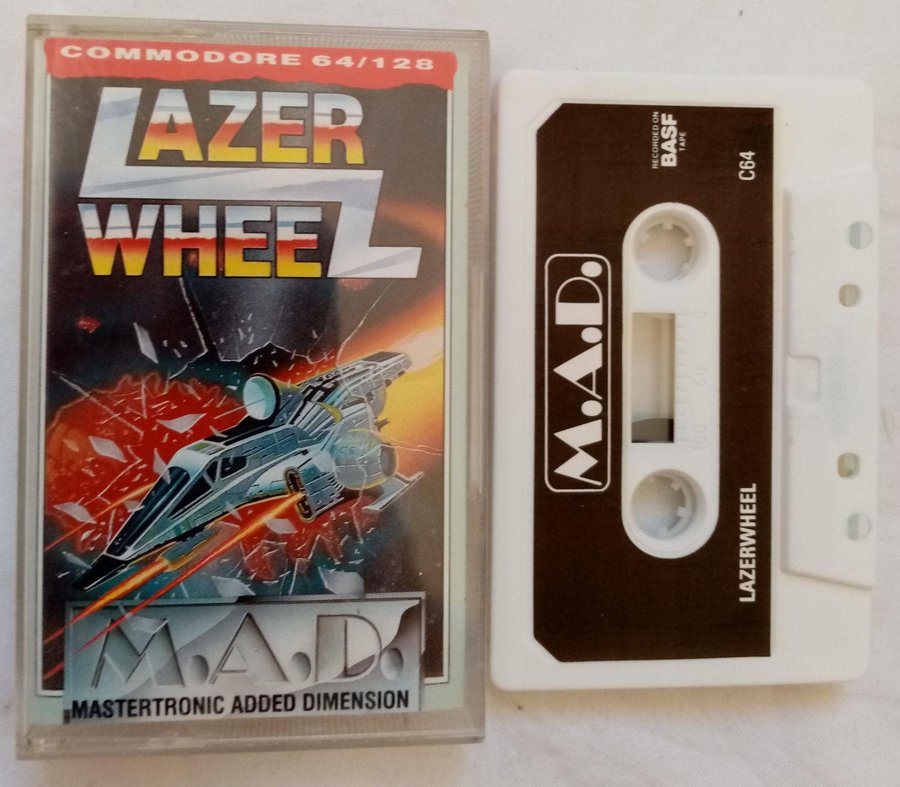 COMMODORE 64/128
LAZER
WHEEL
M.A.D.
MASTERTRONIC ADDED DIMENSION
RECORDED ON
BASF
TAPE
C64
M.A.D.
LAZERWHEEL